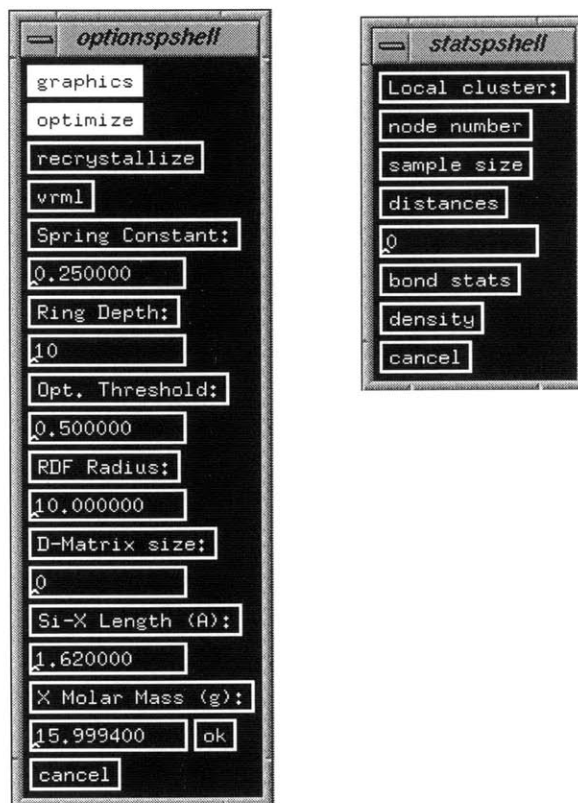 optionspshell
graphics
optimize
recrystallize
vrml
Spring Constant:
0.250000
Ring Depth:
10
Opt. Threshold:
0.500000
RDF Radius:
10.000000
D-Matrix size:
0
Si-X Length (A):
1.620000
X Molar Mass (g):
15.999400 ok
cancel
statspshell
Local cluster:
node number
sample size
distances
0
bond stats
density
cancel